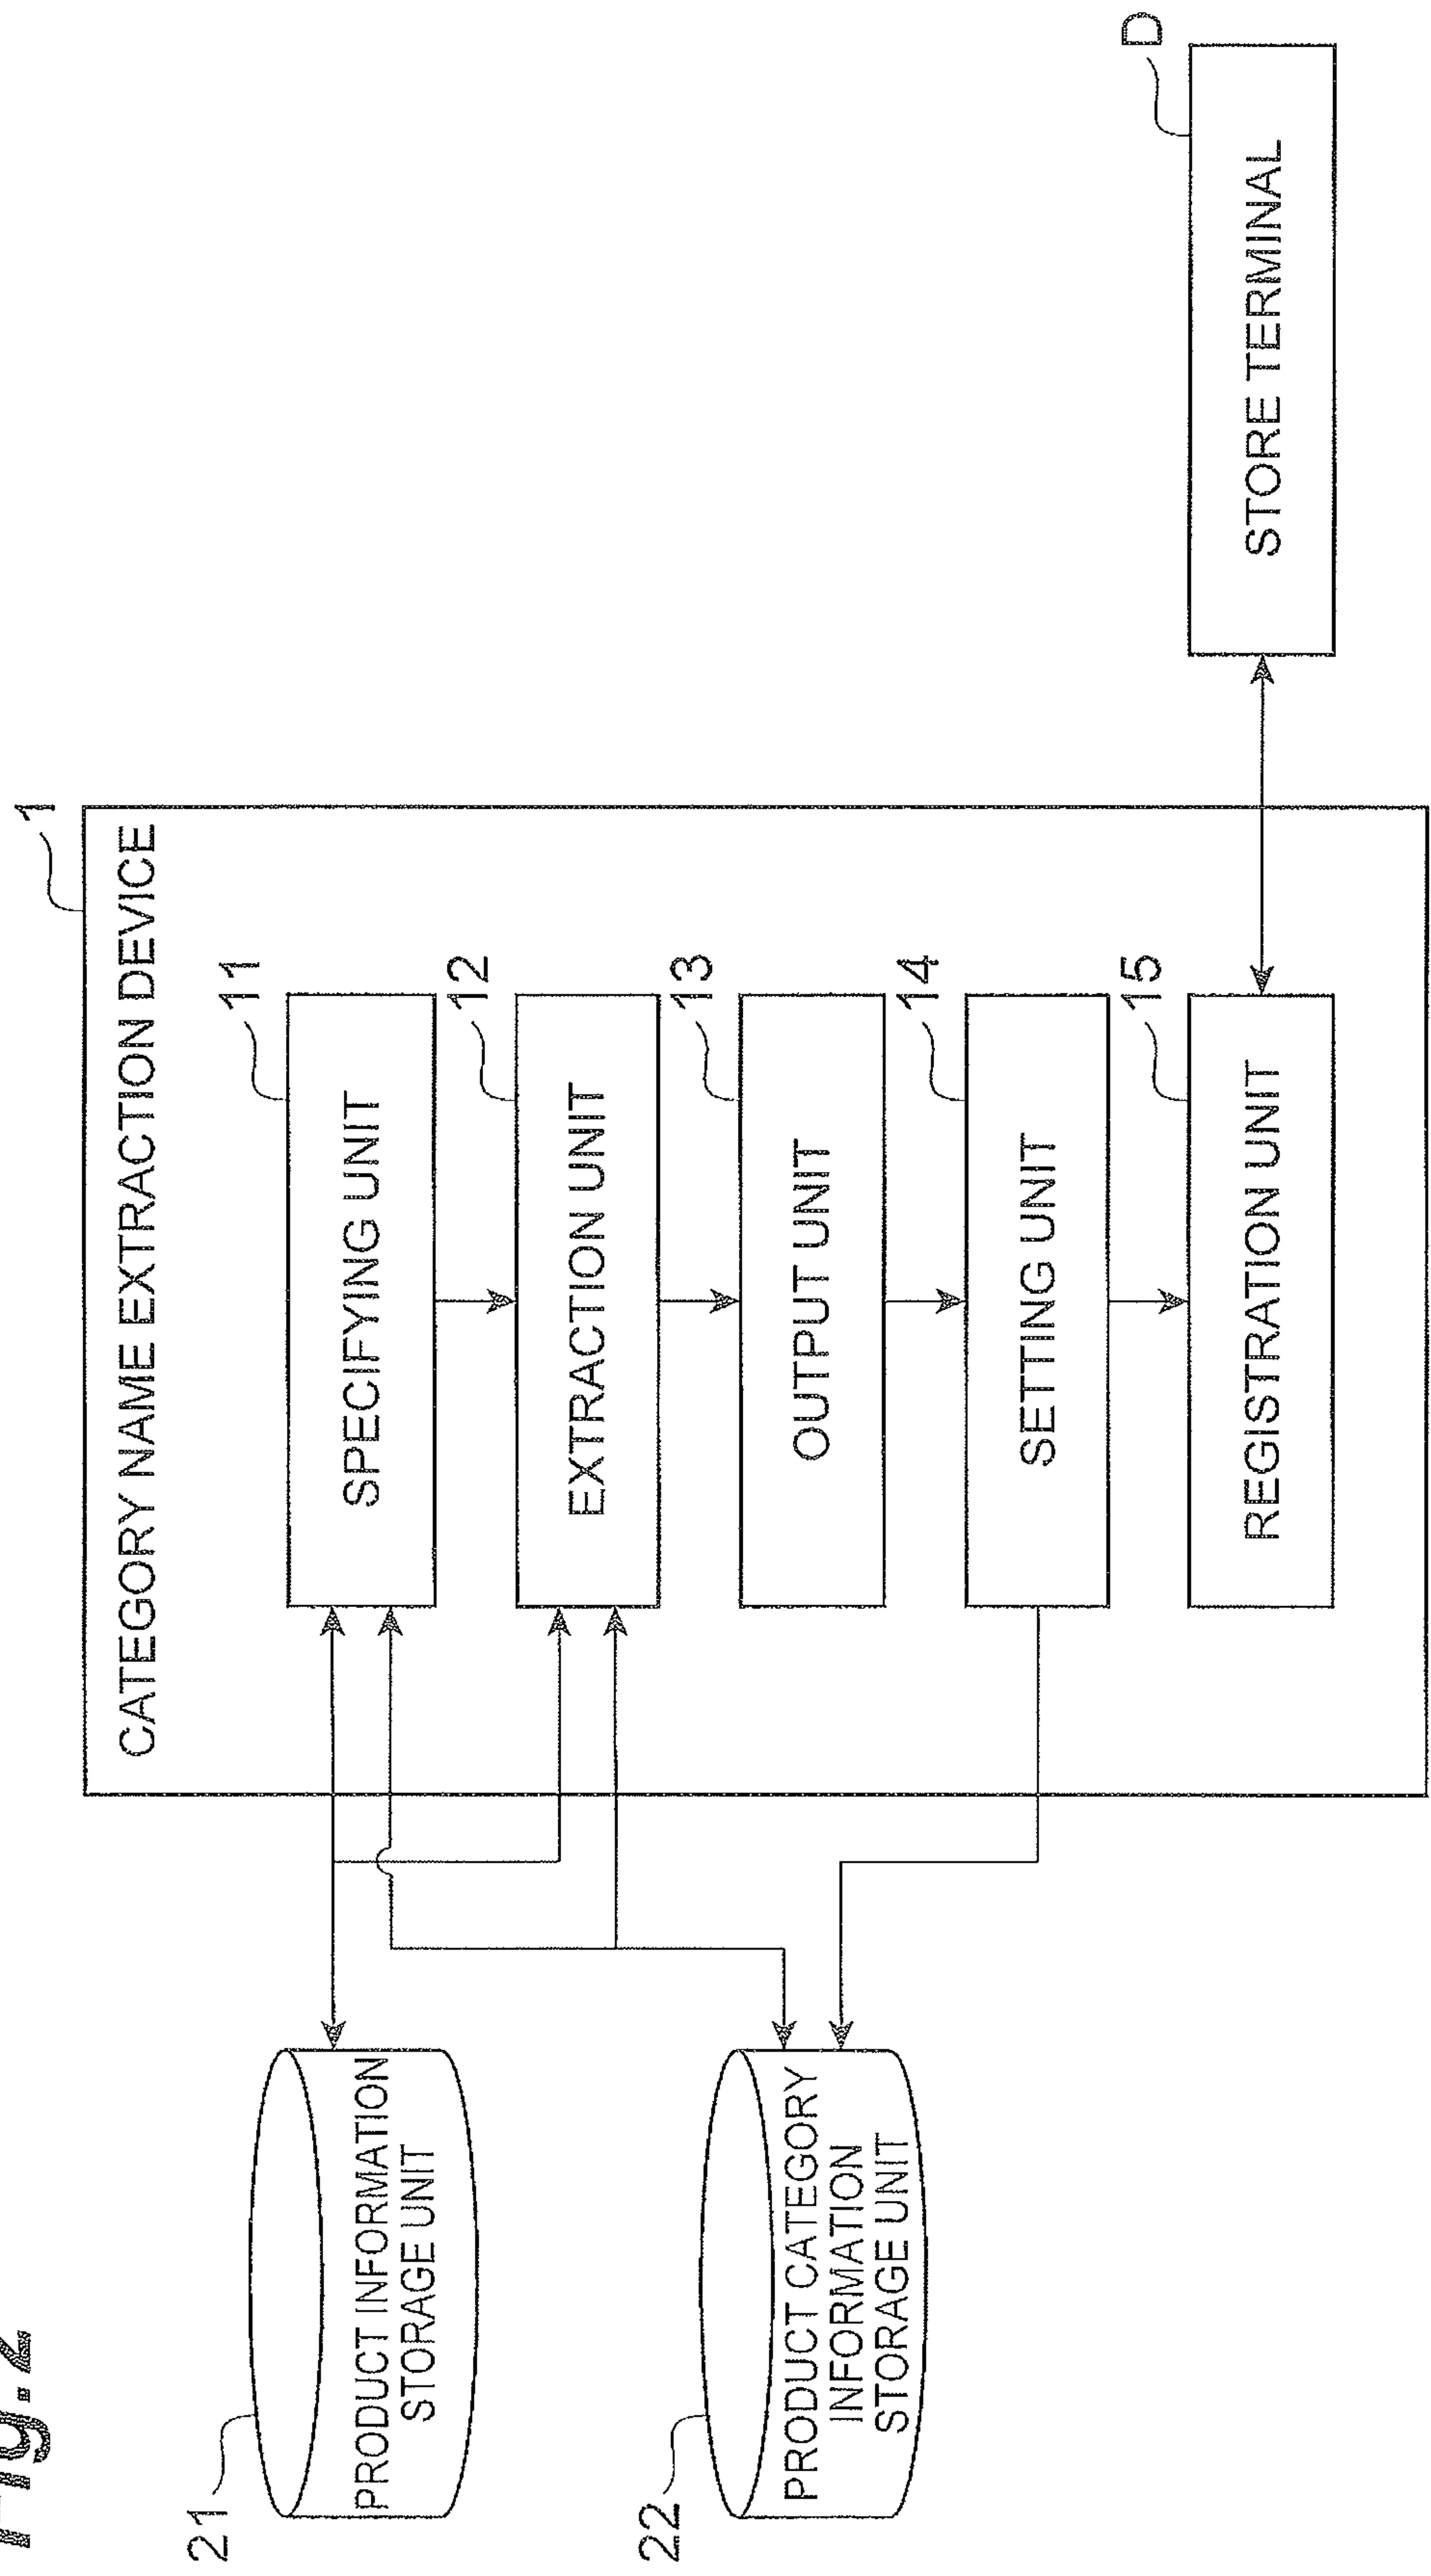 Fig.2
1
CATEGORY NAME EXTRACTION DEVICE
21
PRODUCT INFORMATION
STORAGE UNIT
22
PRODUCT CATEGORY
INFORMATION
STORAGE UNIT
11
SPECIFYING UNIT
12
EXTRACTION UNIT
13
OUTPUT UNIT
14
SETTING UNIT
15
REGISTRATION UNIT
D
STORE TERMINAL